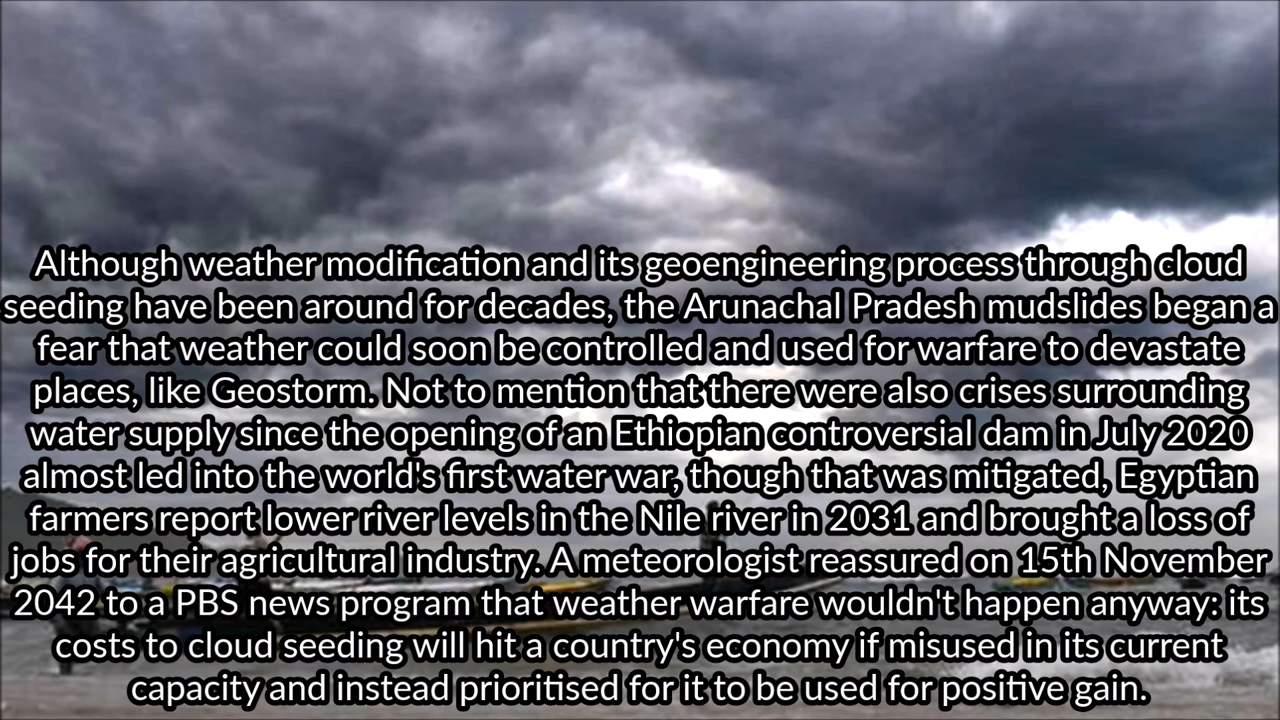 Although weather modification and its geoengineering process through cloud
seeding have been around for decades, the Arunachal Pradesh mudslides began a
fear that weather could soon be controlled and used for warfare to devastate
places, like Geostorm. Not to mention that there were also crises surrounding
water supply since the opening of an Ethiopian controversial dam in July 2020
almost led into the world's first water war, though that was mitigated, Egyptian
farmers report lower river levels in the Nile river in 2031 and brought a loss of
jobs for their agricultural industry. A meteorologist reassured on 15th November
2042 to a PBS news program that weather warfare wouldn't happen anyway: its
costs to cloud seeding will hit a country's economy if misused in its current
capacity and instead prioritised for it to be used for positive gain.